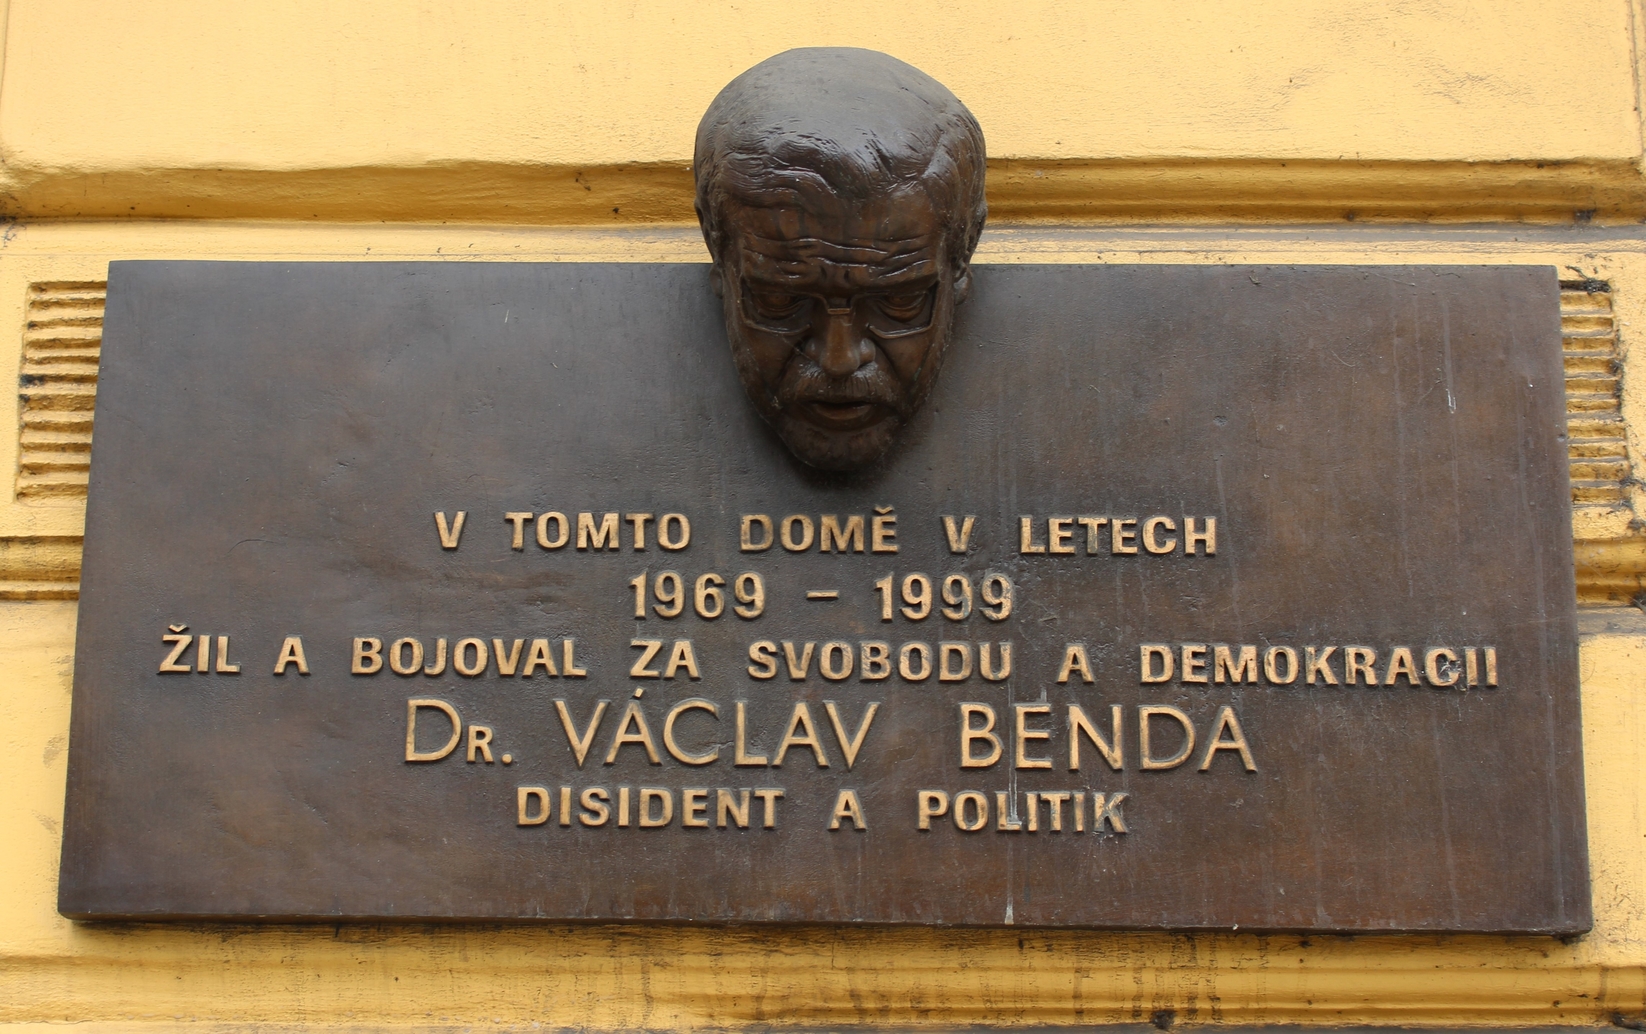 V TOMTO DOMĚ V LETECH
1969 – 1999
ŽIL A BOJOVAL ZA SVOBODU A DEMOKRACII
DR. VÁCLAV BENDA
DISIDENT A POLITIK